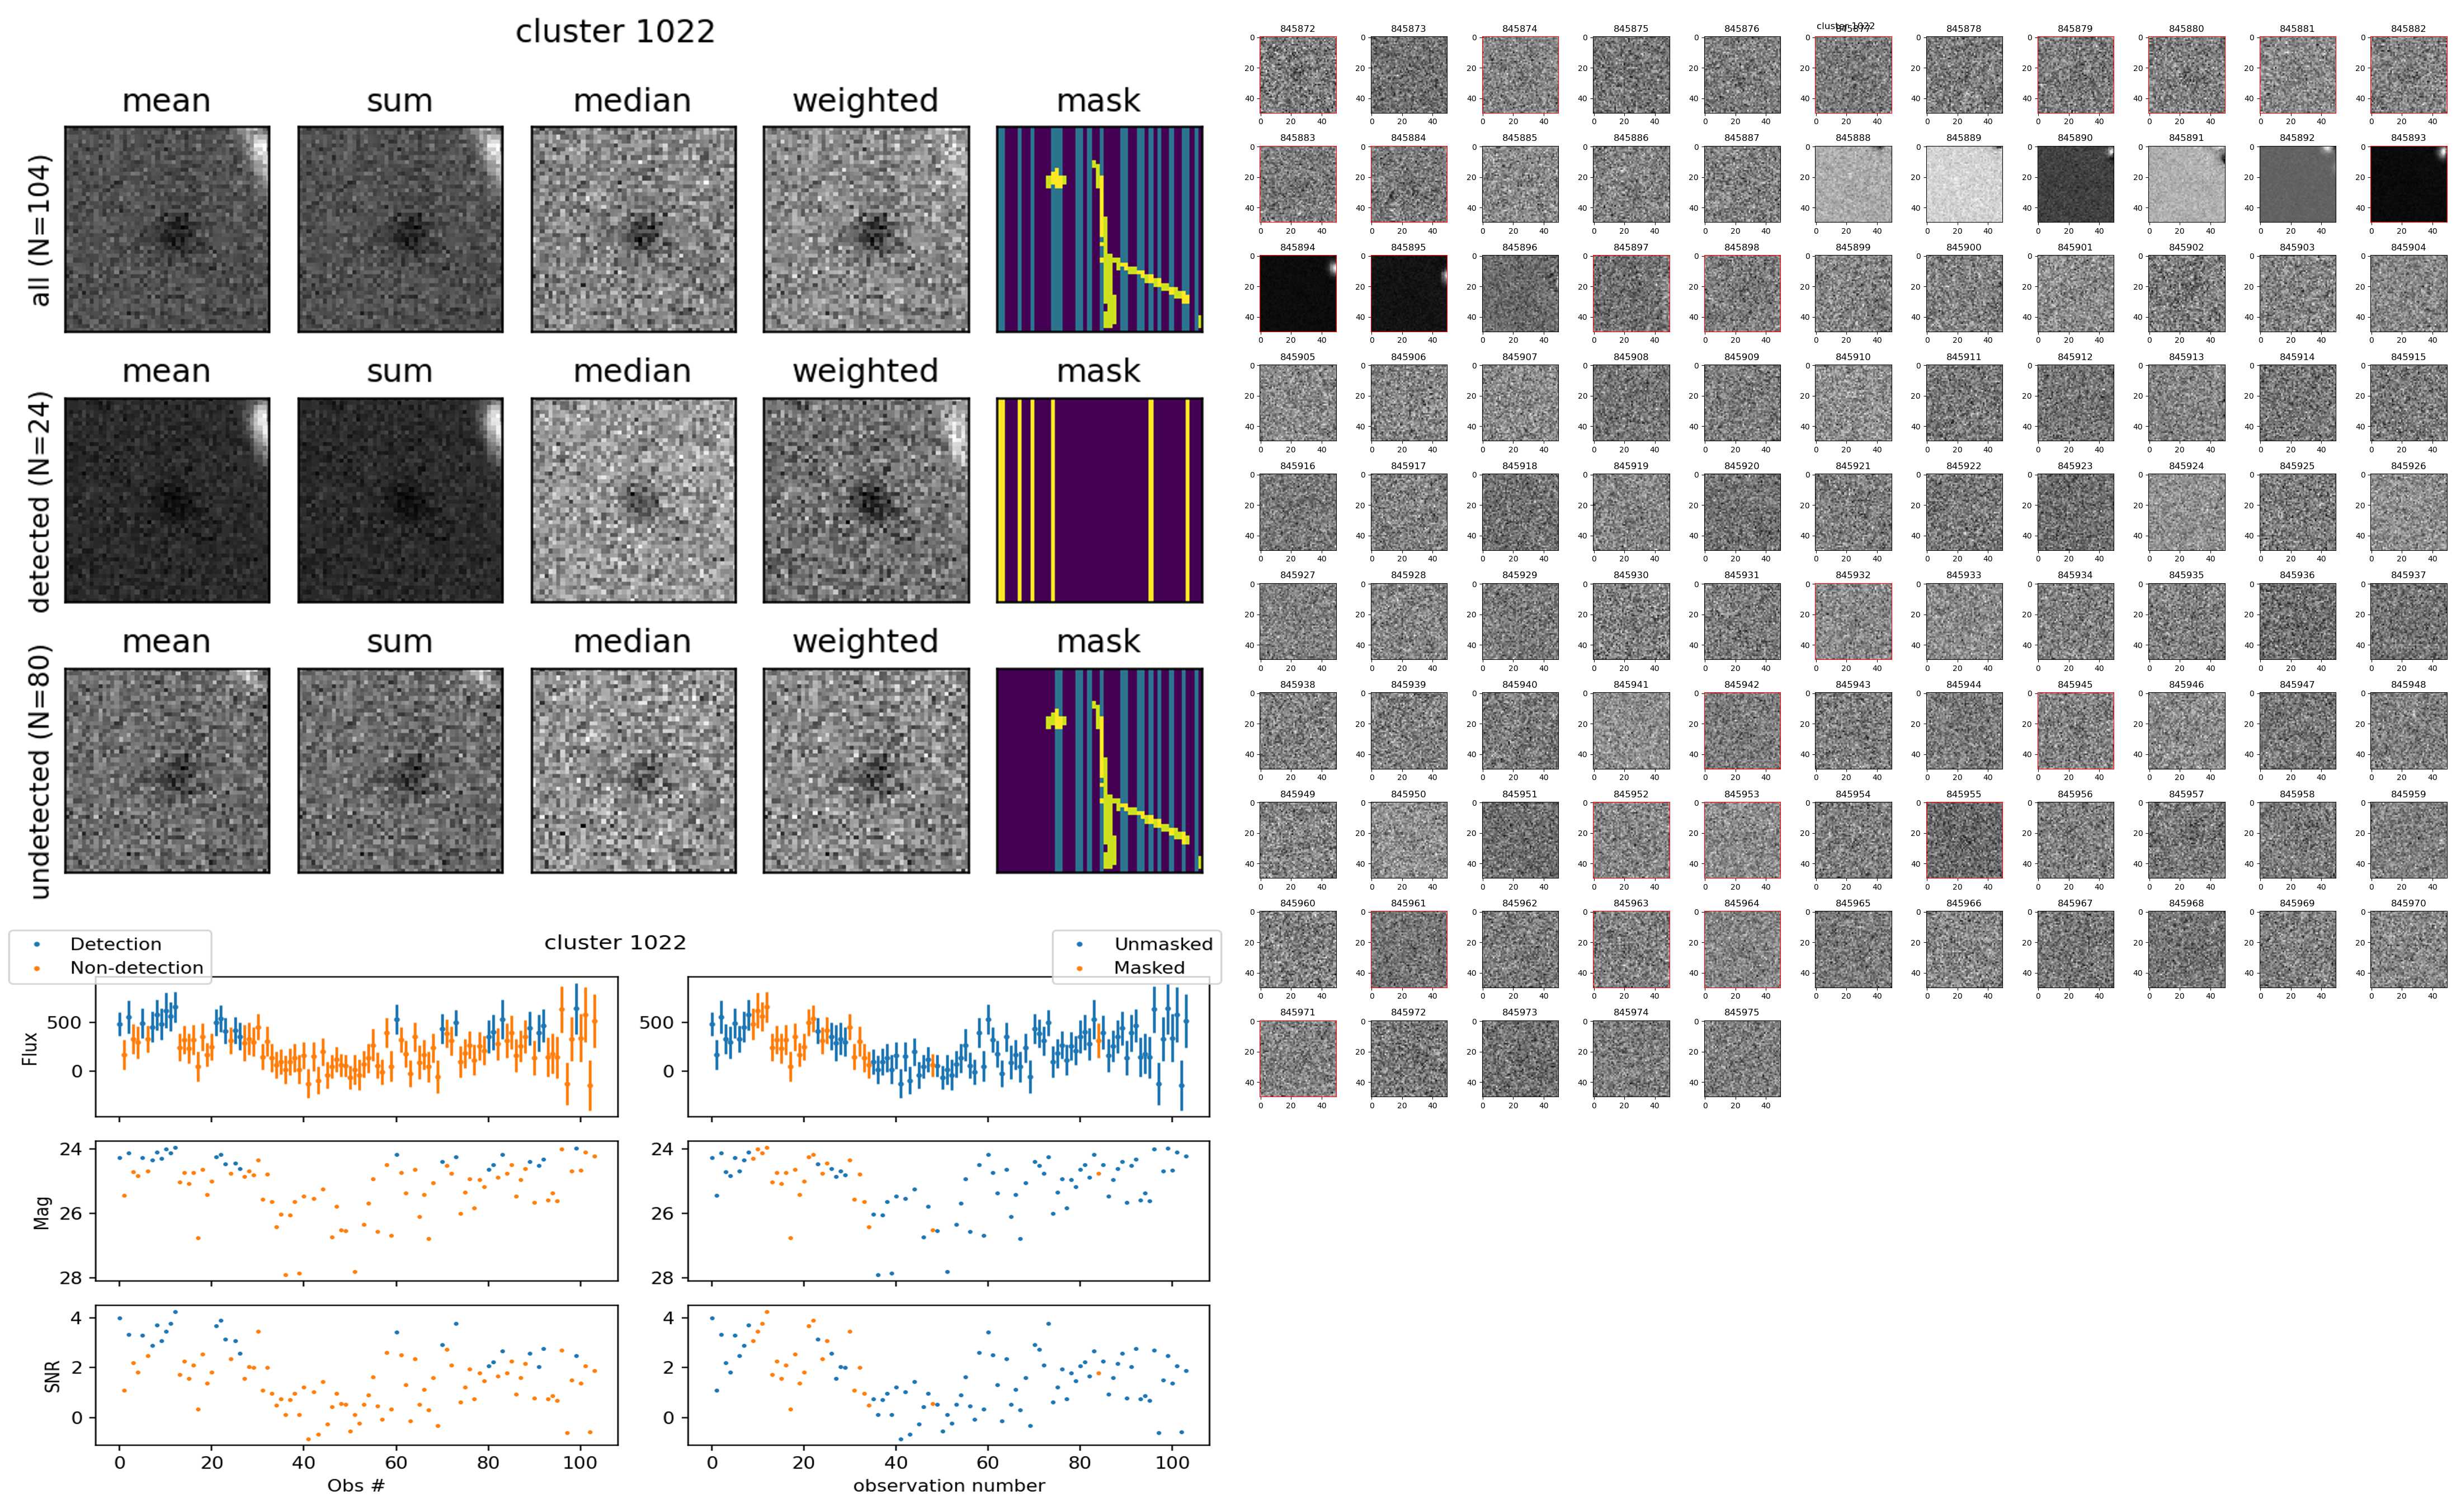 cluster 1022
mean sum median weighted mask
all (N=104)
mean sum median weighted mask
detected (N=24)
mean sum median weighted mask
undetected (N=80)
Detection
Non-detection
cluster 1022
Unmasked
Masked
Flux
500
0
500
0
Mag
24
26
28
24
26
28
SNR
4
2
0
4
2
0
0 20 40 60 80 100
Obs #
0 20 40 60 80 100
observation number
cluster 1022
845872 845873 845874 845875 845876 845877 845878 845879 845880 845881 845882
845883 845884 845885 845886 845887 845888 845889 845890 845891 845892 845893
845894 845895 845896 845897 845898 845899 845900 845901 845902 845903 845904
845905 845906 845907 845908 845909 845910 845911 845912 845913 845914 845915
845916 845917 845918 845919 845920 845921 845922 845923 845924 845925 845926
845927 845928 845929 845930 845931 845932 845933 845934 845935 845936 845937
845938 845939 845940 845941 845942 845943 845944 845945 845946 845947 845948
845949 845950 845951 845952 845953 845954 845955 845956 845957 845958 845959
845960 845961 845962 845963 845964 845965 845966 845967 845968 845969 845970
845971 845972 845973 845974 845975